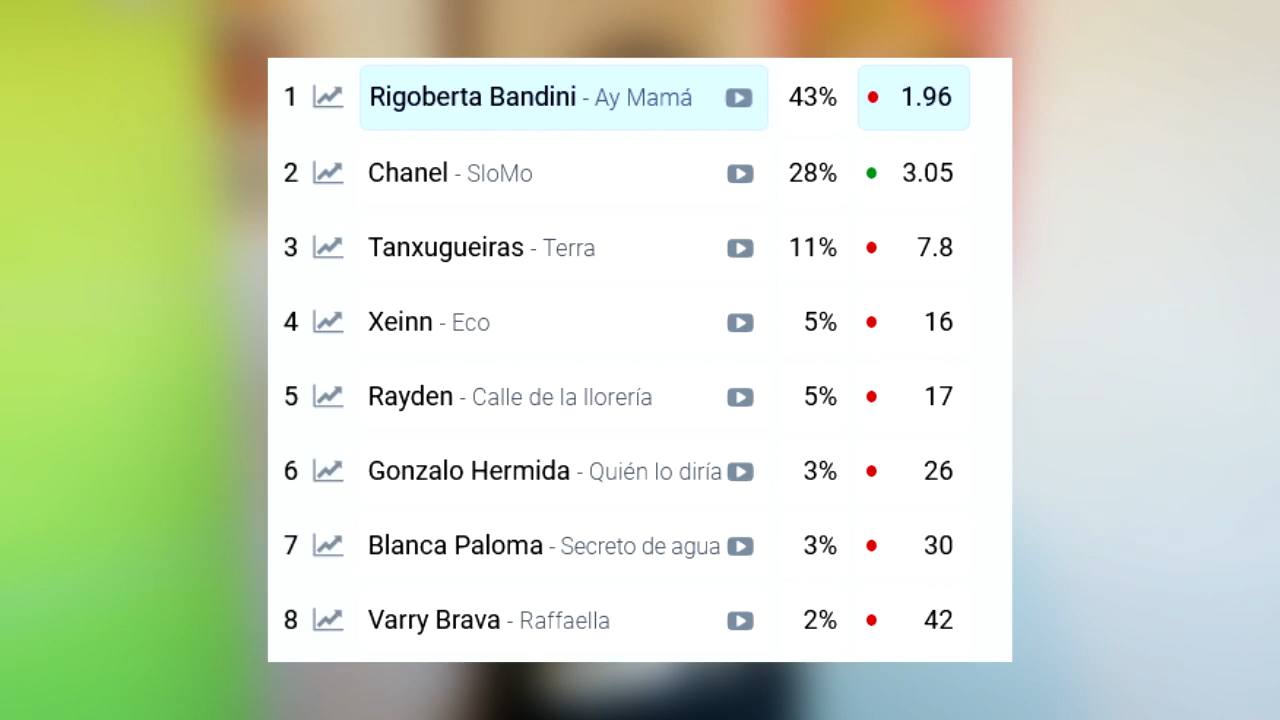 1 Rigoberta Bandini - Ay Mamá 43% 1.96
2 Chanel - SloMo 28% 3.05
3 Tanxugueiras - Terra 11% 7.8
4 Xeinn - Eco 5% 16
5 Rayden - Calle de la llorería 5% 17
6 Gonzalo Hermida - Quién lo diría 3% 26
7 Blanca Paloma - Secreto de agua 3% 30
8 Varry Brava - Raffaella 2% 42